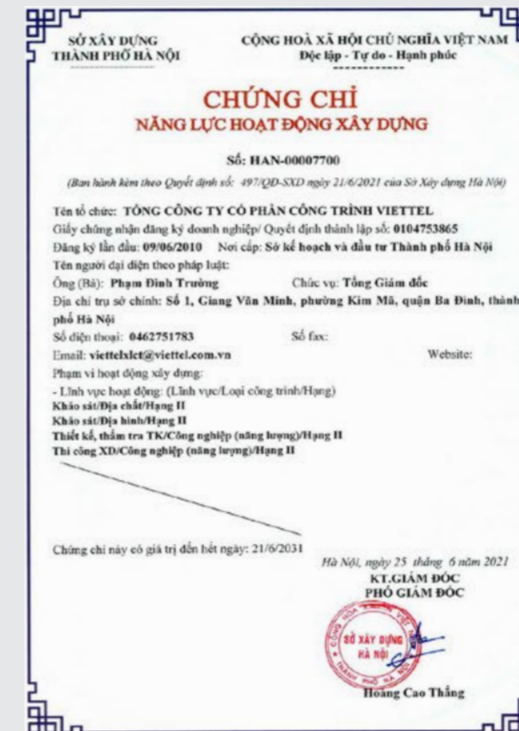 SỞ XÂY DỰNG
THÀNH PHỐ HÀ NỘI
CỘNG HOÀ XÃ HỘI CHỦ NGHĨA VIỆT NAM
Độc lập - Tự do - Hạnh phúc
CHỨNG CHỈ
NĂNG LỰC HOẠT ĐỘNG XÂY DỰNG
Số: HAN-00007700
(Ban hành kèm theo Quyết định số: 497/QĐ-SXD ngày 21/6/2021 của Sở Xây dựng Hà Nội)
Tên tổ chức: TỔNG CÔNG TY CỔ PHẦN CÔNG TRÌNH VIETTEL
Giấy chứng nhận đăng ký doanh nghiệp/ Quyết định thành lập số: 0104753865
Đăng ký lần đầu: 09/06/2010 Nơi cấp: Sở kế hoạch và đầu tư Thành phố Hà Nội
Tên người đại diện theo pháp luật:
Ông (Bà): Phạm Đình Trường Chức vụ: Tổng Giám đốc
Địa chỉ trụ sở chính: Số 1, Giang Văn Minh, phường Kim Mã, quận Ba Đình, thành
phố Hà Nội
Số điện thoại: 0462751783 Số fax:
Email: viettelxlct@viettel.com.vn Website:
Phạm vi hoạt động xây dựng:
- Lĩnh vực hoạt động: (Lĩnh vực/Loại công trình/Hạng)
Khảo sát/Địa chất/Hạng II
Khảo sát/Địa hình/Hạng II
Thiết kế, thẩm tra TK/Công nghiệp (năng lượng)/Hạng II
Thi công XD/Công nghiệp (năng lượng)/Hạng II
Chứng chỉ này có giá trị đến hết ngày: 21/6/2031
Hà Nội, ngày 25 tháng 6 năm 2021
KT.GIÁM ĐỐC
PHÓ GIÁM ĐỐC
CỘNG HÒA VIỆT NAM
SỞ XÂY DỰNG
HÀ NỘI
THÀNH PHỐ HÀ NỘI
Hoàng Cao Thắng